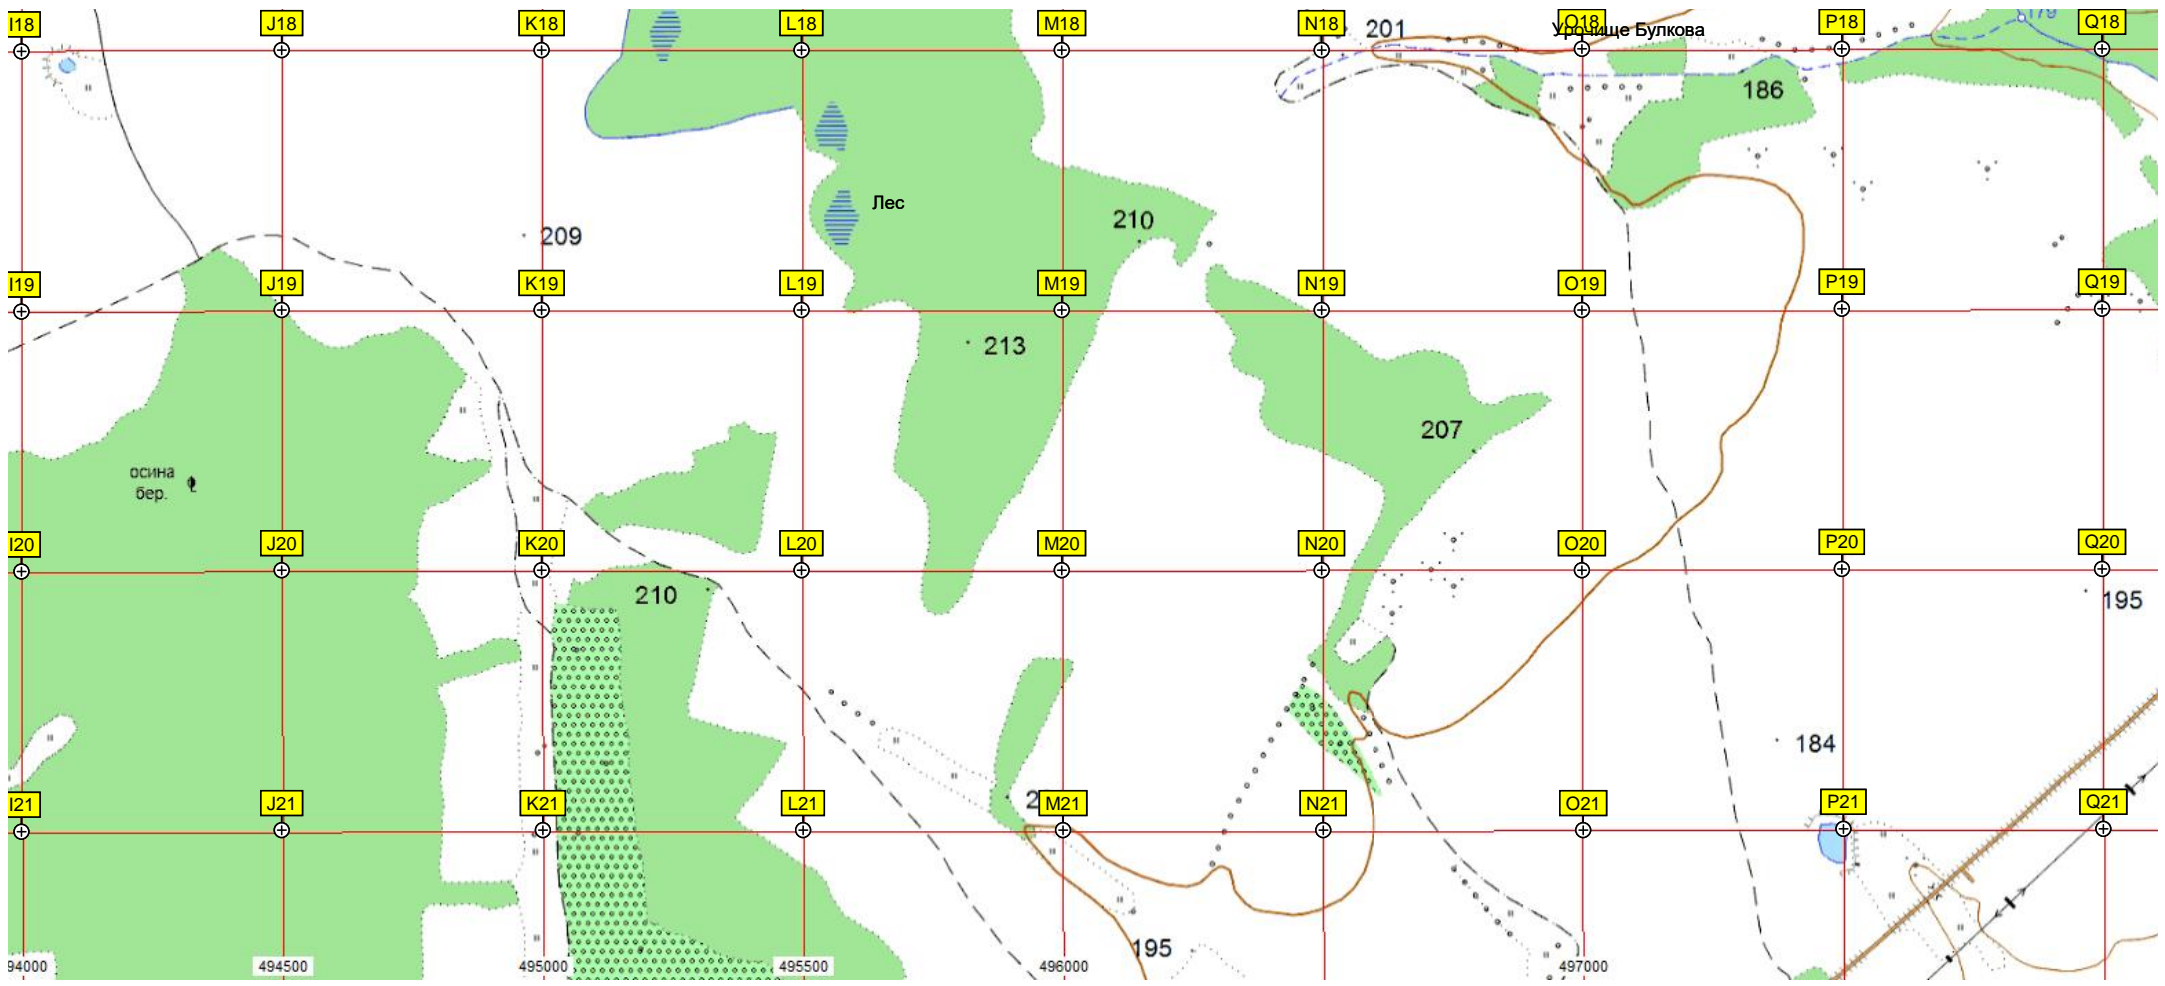 I18 J18 K18 L18 M18 N18 201 O18 P18 179 Q18
Урочище Булкова
186
Лес
210
209
I19 J19 K19 L19 M19 N19 O19 P19 Q19
213
207
осина
бер.
I20 J20 K20 L20 M20 N20 O20 P20 Q20
210
195
184
I21 J21 K21 L21 2 M21 N21 O21 P21 Q21
195
94000 494500 495000 495500 496000 497000